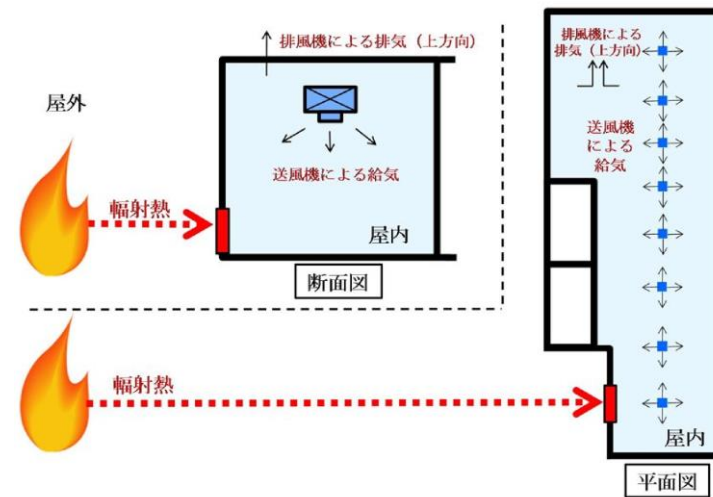 屋外
排風機による排気（上方向）
送風機による給気
輻射熱
屋内
断面図
排風機による
排気（上方向）
送風機
による
給気
輻射熱
屋内
平面図